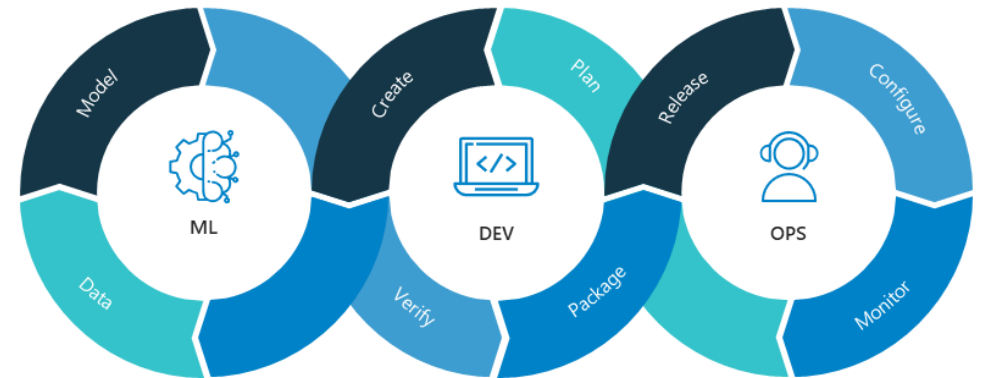 Model
Data
ML
Create
Plan
Verify
Package
DEV
Release
Configure
Monitor
OPS